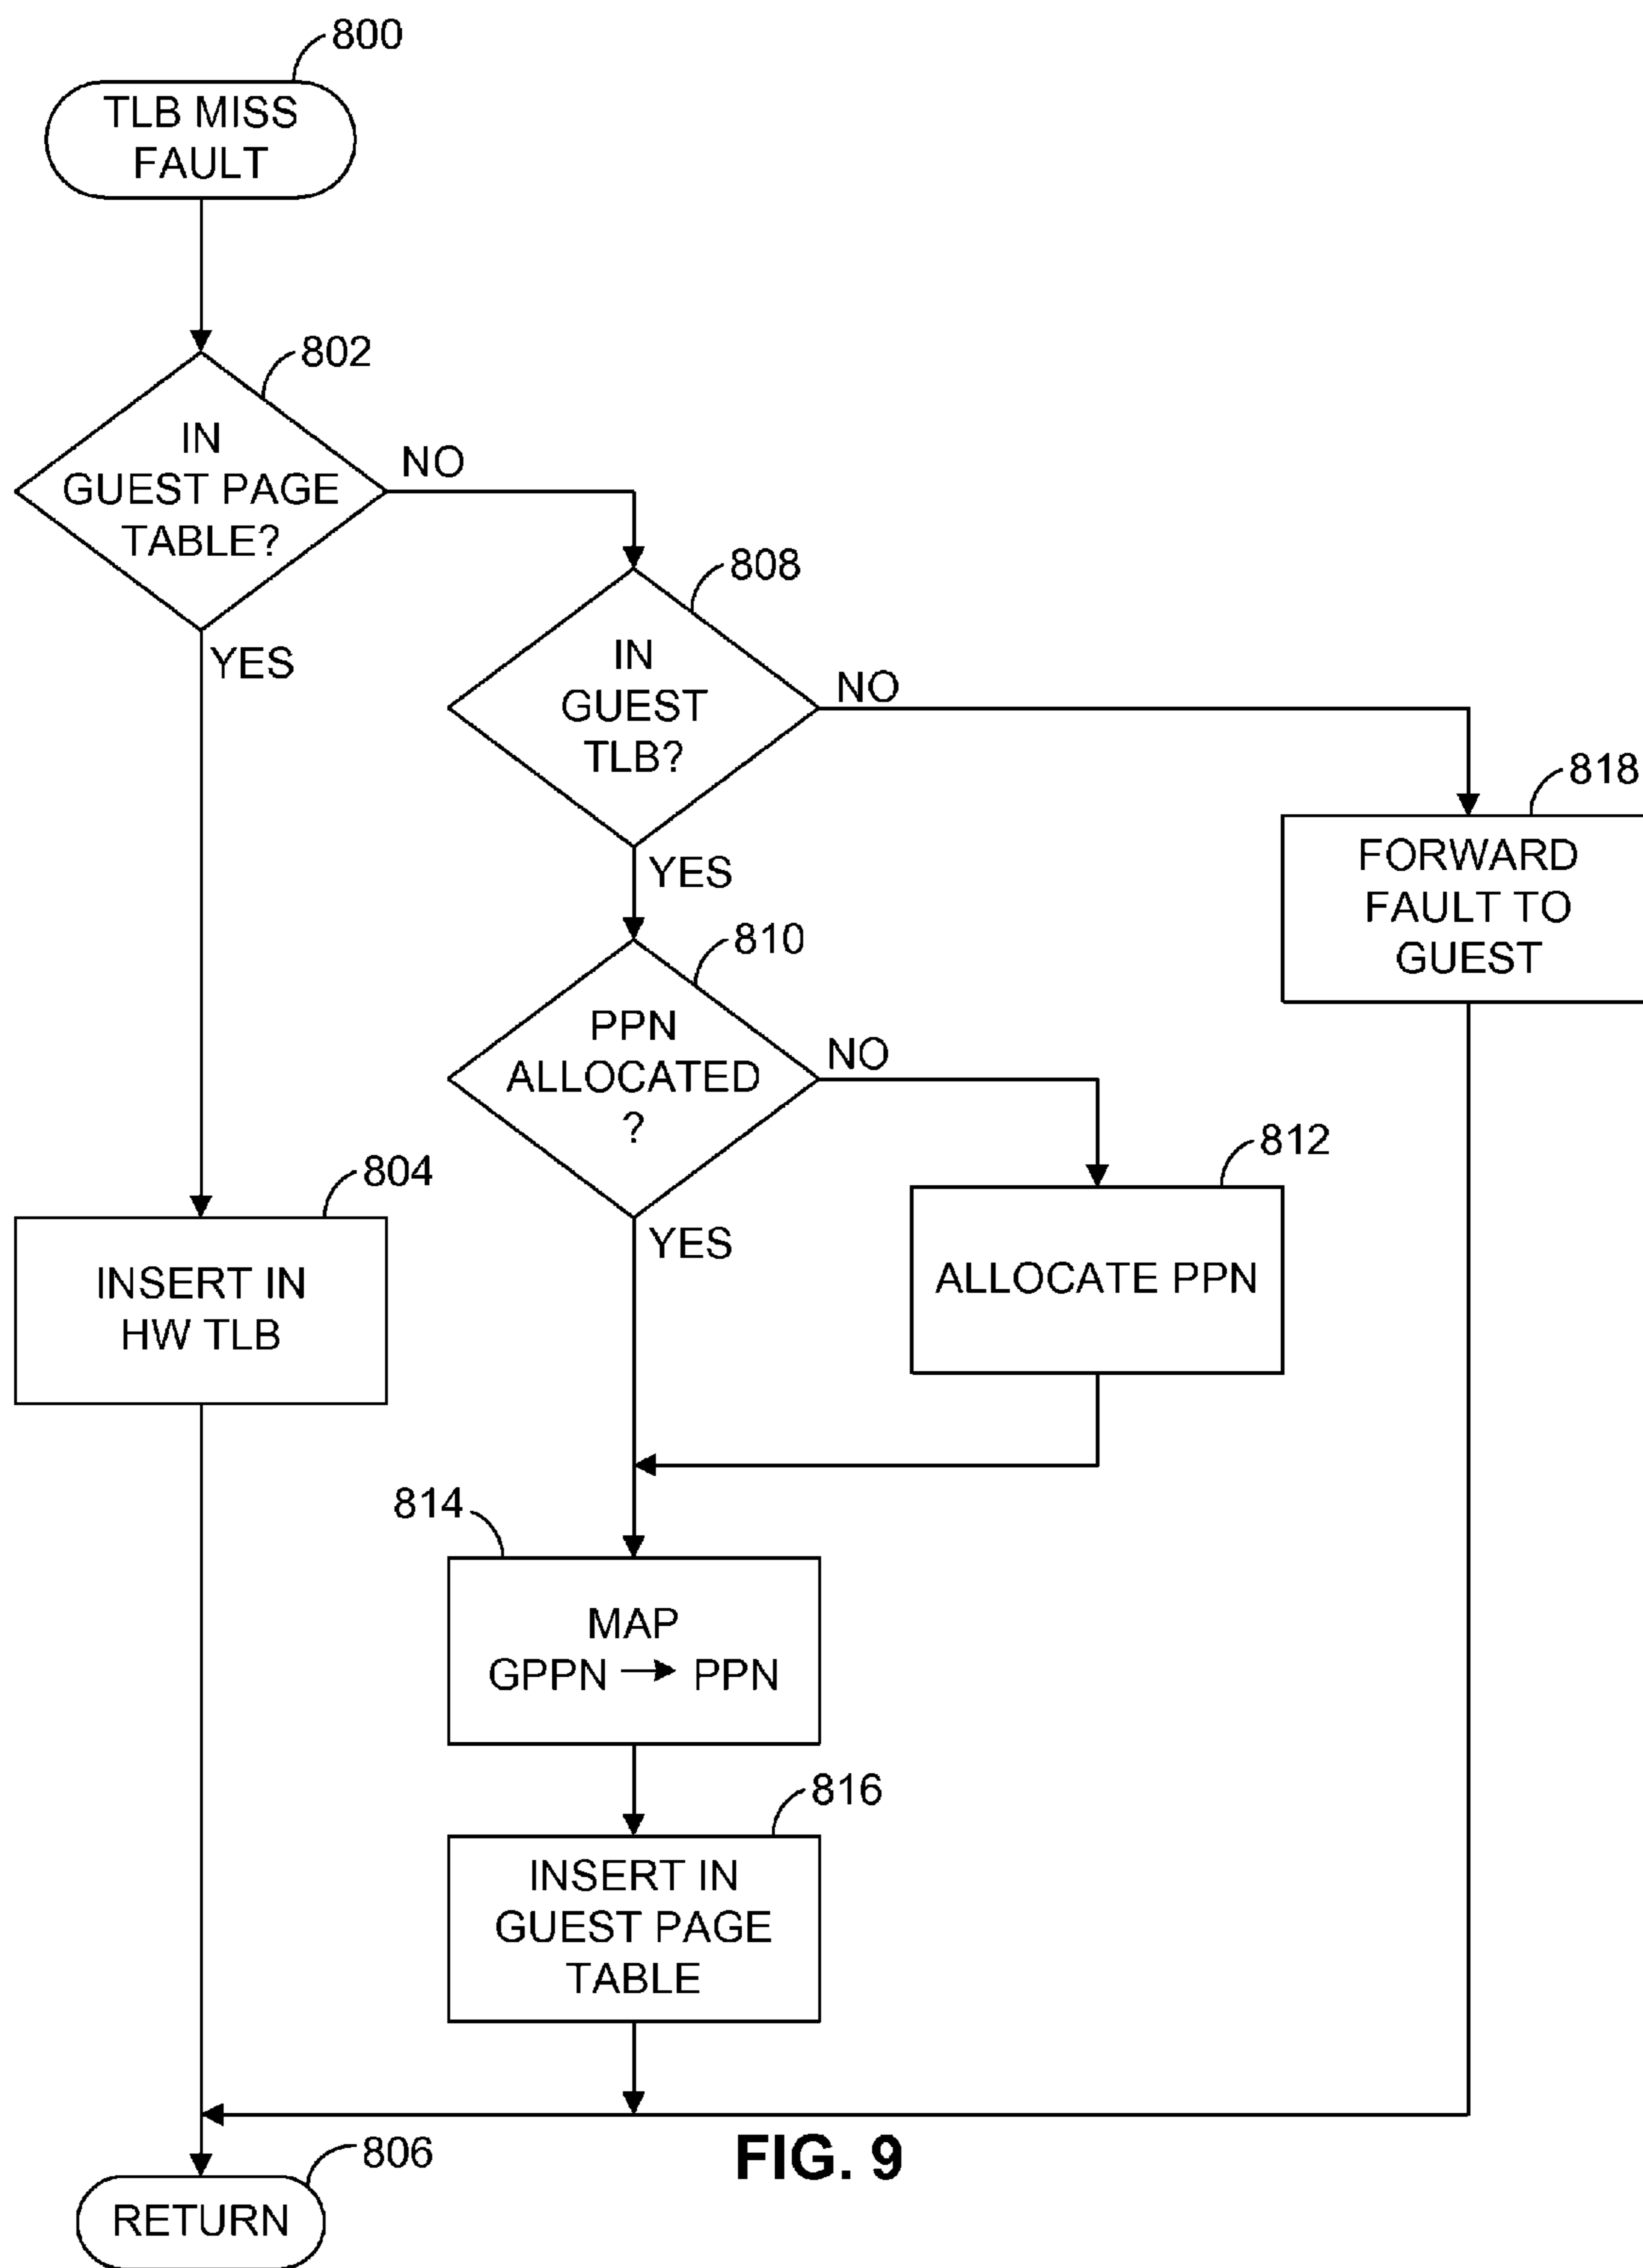 800
TLB MISS
FAULT
802
IN
GUEST PAGE
TABLE?
NO
YES
808
IN
GUEST
TLB?
NO
YES
818
FORWARD
FAULT TO
GUEST
810
PPN
ALLOCATED
?
NO
YES
812
ALLOCATE PPN
804
INSERT IN
HW TLB
814
MAP
GPPN → PPN
816
INSERT IN
GUEST PAGE
TABLE
806
RETURN
FIG. 9